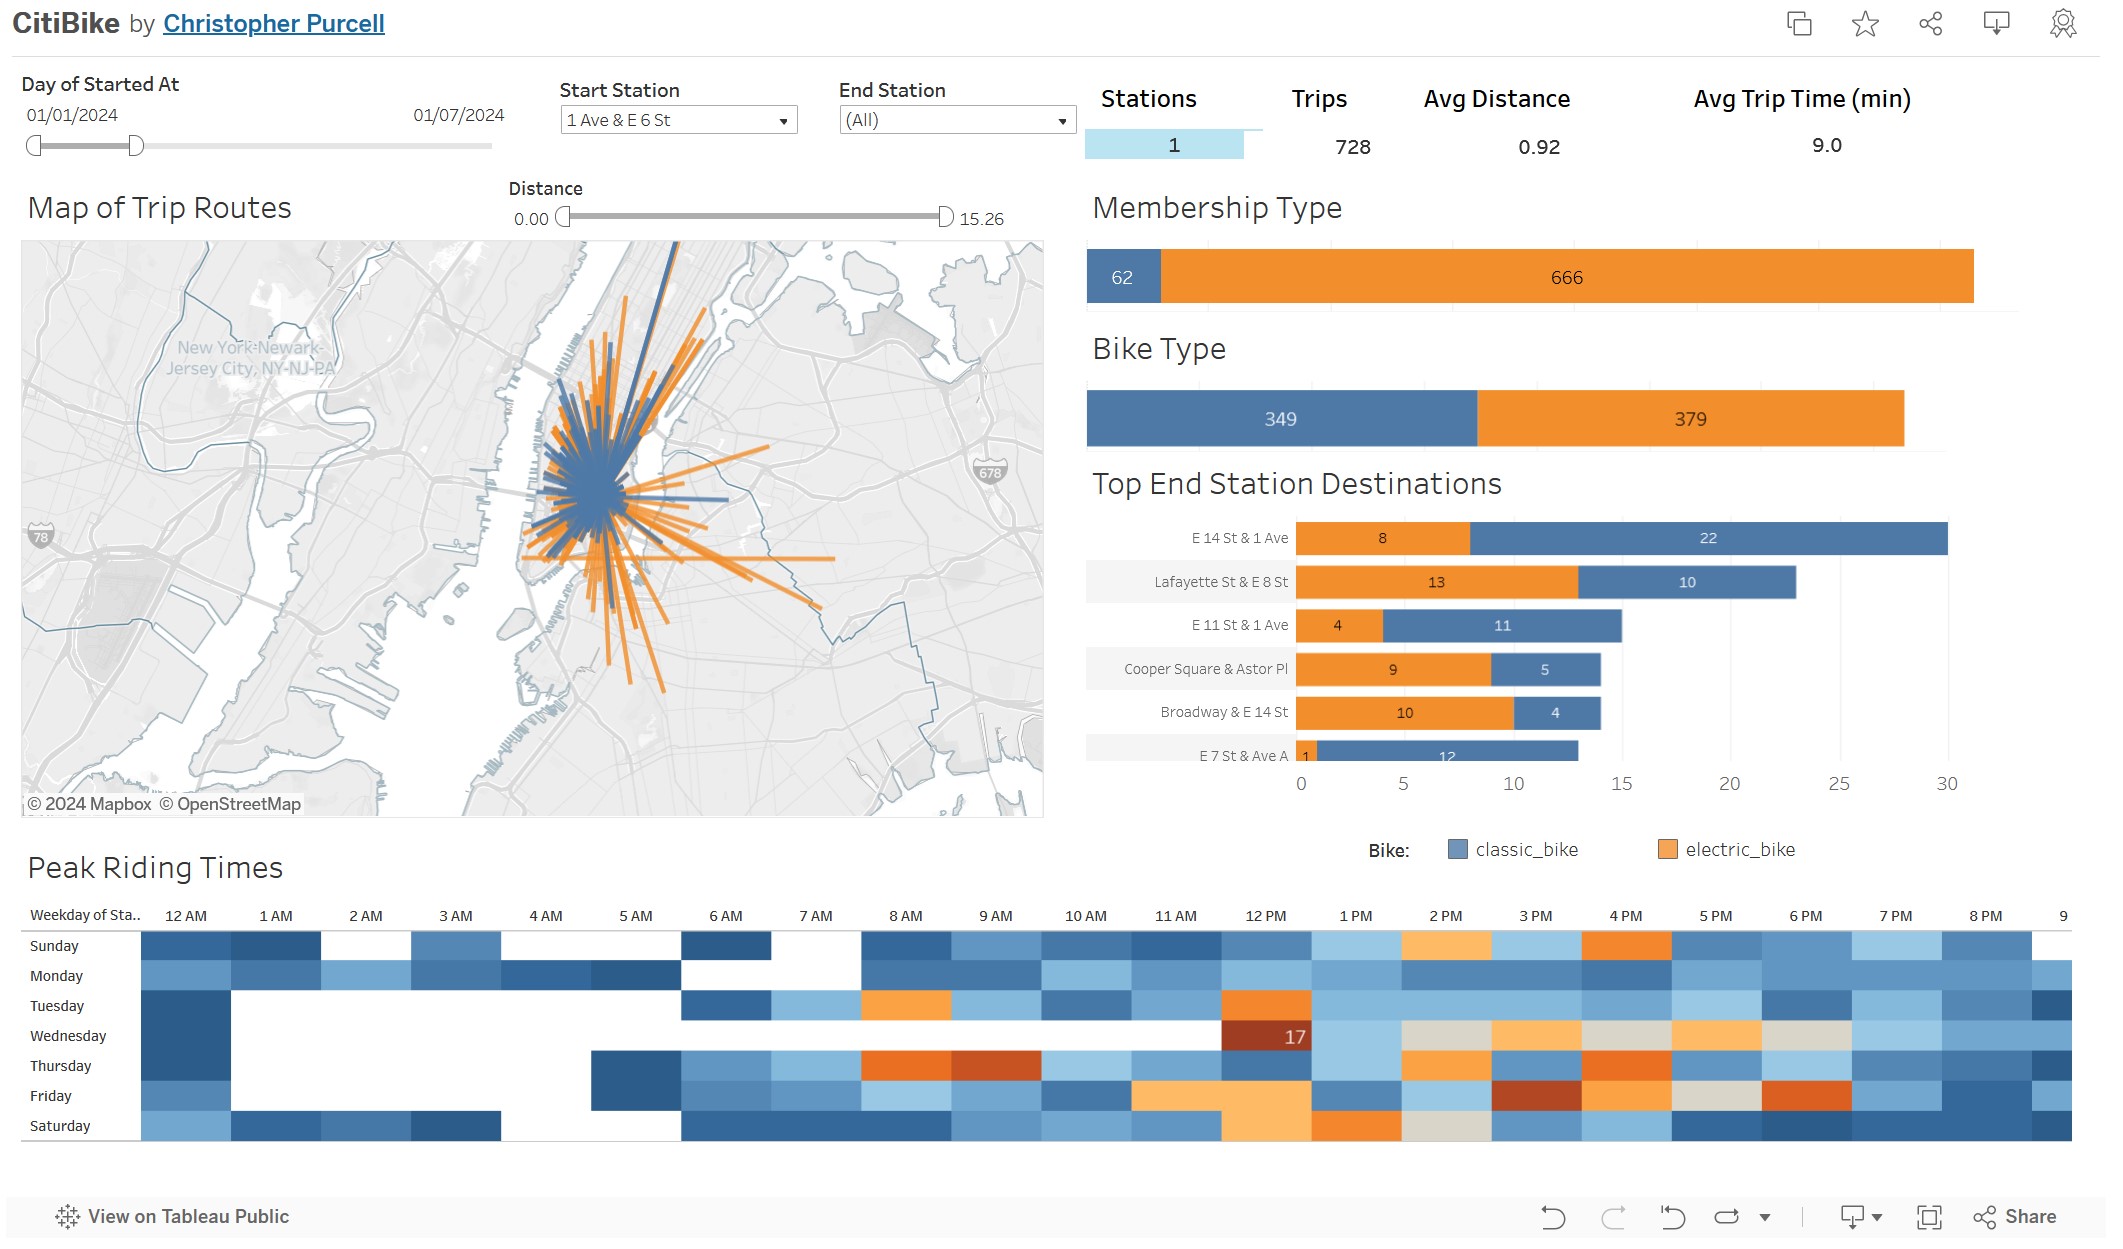 CitiBike by Christopher Purcell
Day of Started At
01/01/2024 01/07/2024
Start Station
1 Ave & E 6 St
End Station
(All)
Stations Trips Avg Distance Avg Trip Time (min)
1 728 0.92 9.0
Map of Trip Routes
Distance
0.00 15.26
New York-Newark-
Jersey City, NY-NJ-PA
678
78
© 2024 Mapbox © OpenStreetMap
Membership Type
62 666
Bike Type
349 379
Top End Station Destinations
E 14 St & 1 Ave 8 22
Lafayette St & E 8 St 13 10
E 11 St & 1 Ave 4 11
Cooper Square & Astor Pl 9 5
Broadway & E 14 St 10 4
E 7 St & Ave A 1 12
0 5 10 15 20 25 30
Bike: classic_bike electric_bike
Peak Riding Times
Weekday of Sta.. 12 AM 1 AM 2 AM 3 AM 4 AM 5 AM 6 AM 7 AM 8 AM 9 AM 10 AM 11 AM 12 PM 1 PM 2 PM 3 PM 4 PM 5 PM 6 PM 7 PM 8 PM 9
Sunday
Monday
Tuesday
Wednesday 17
Thursday
Friday
Saturday
View on Tableau Public
Share